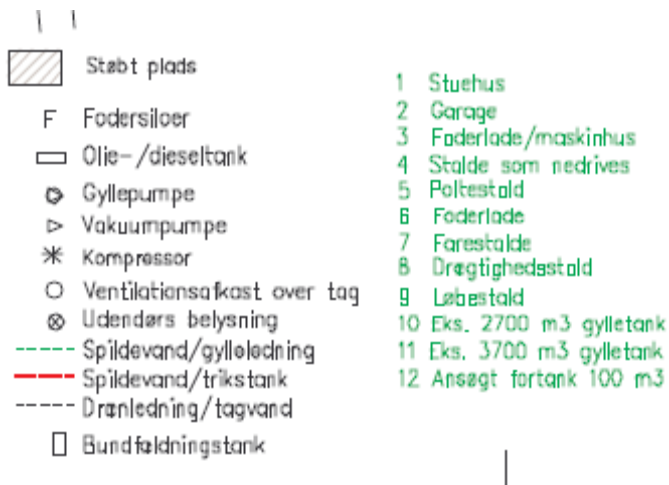 Støbt plads
F Fodersiloer
Olie-/dieseltank
Gyllepumpe
Vakuumpumpe
Kompressor
Ventilationsafkast over tag
Udendørs belysning
Spildevand/gylleledning
Spildevand/trikstank
Drænledning/tagvand
Bundfældningstank
1 Stuehus
2 Garage
3 Foderlade/maskinhus
4 Stalde som nedrives
5 Poltestald
6 Foderlade
7 Farestalde
8 Drægtighedsstald
9 Løbestald
10 Eks. 2700 m3 gylletank
11 Eks. 3700 m3 gylletank
12 Ansøgt fortank 100 m3